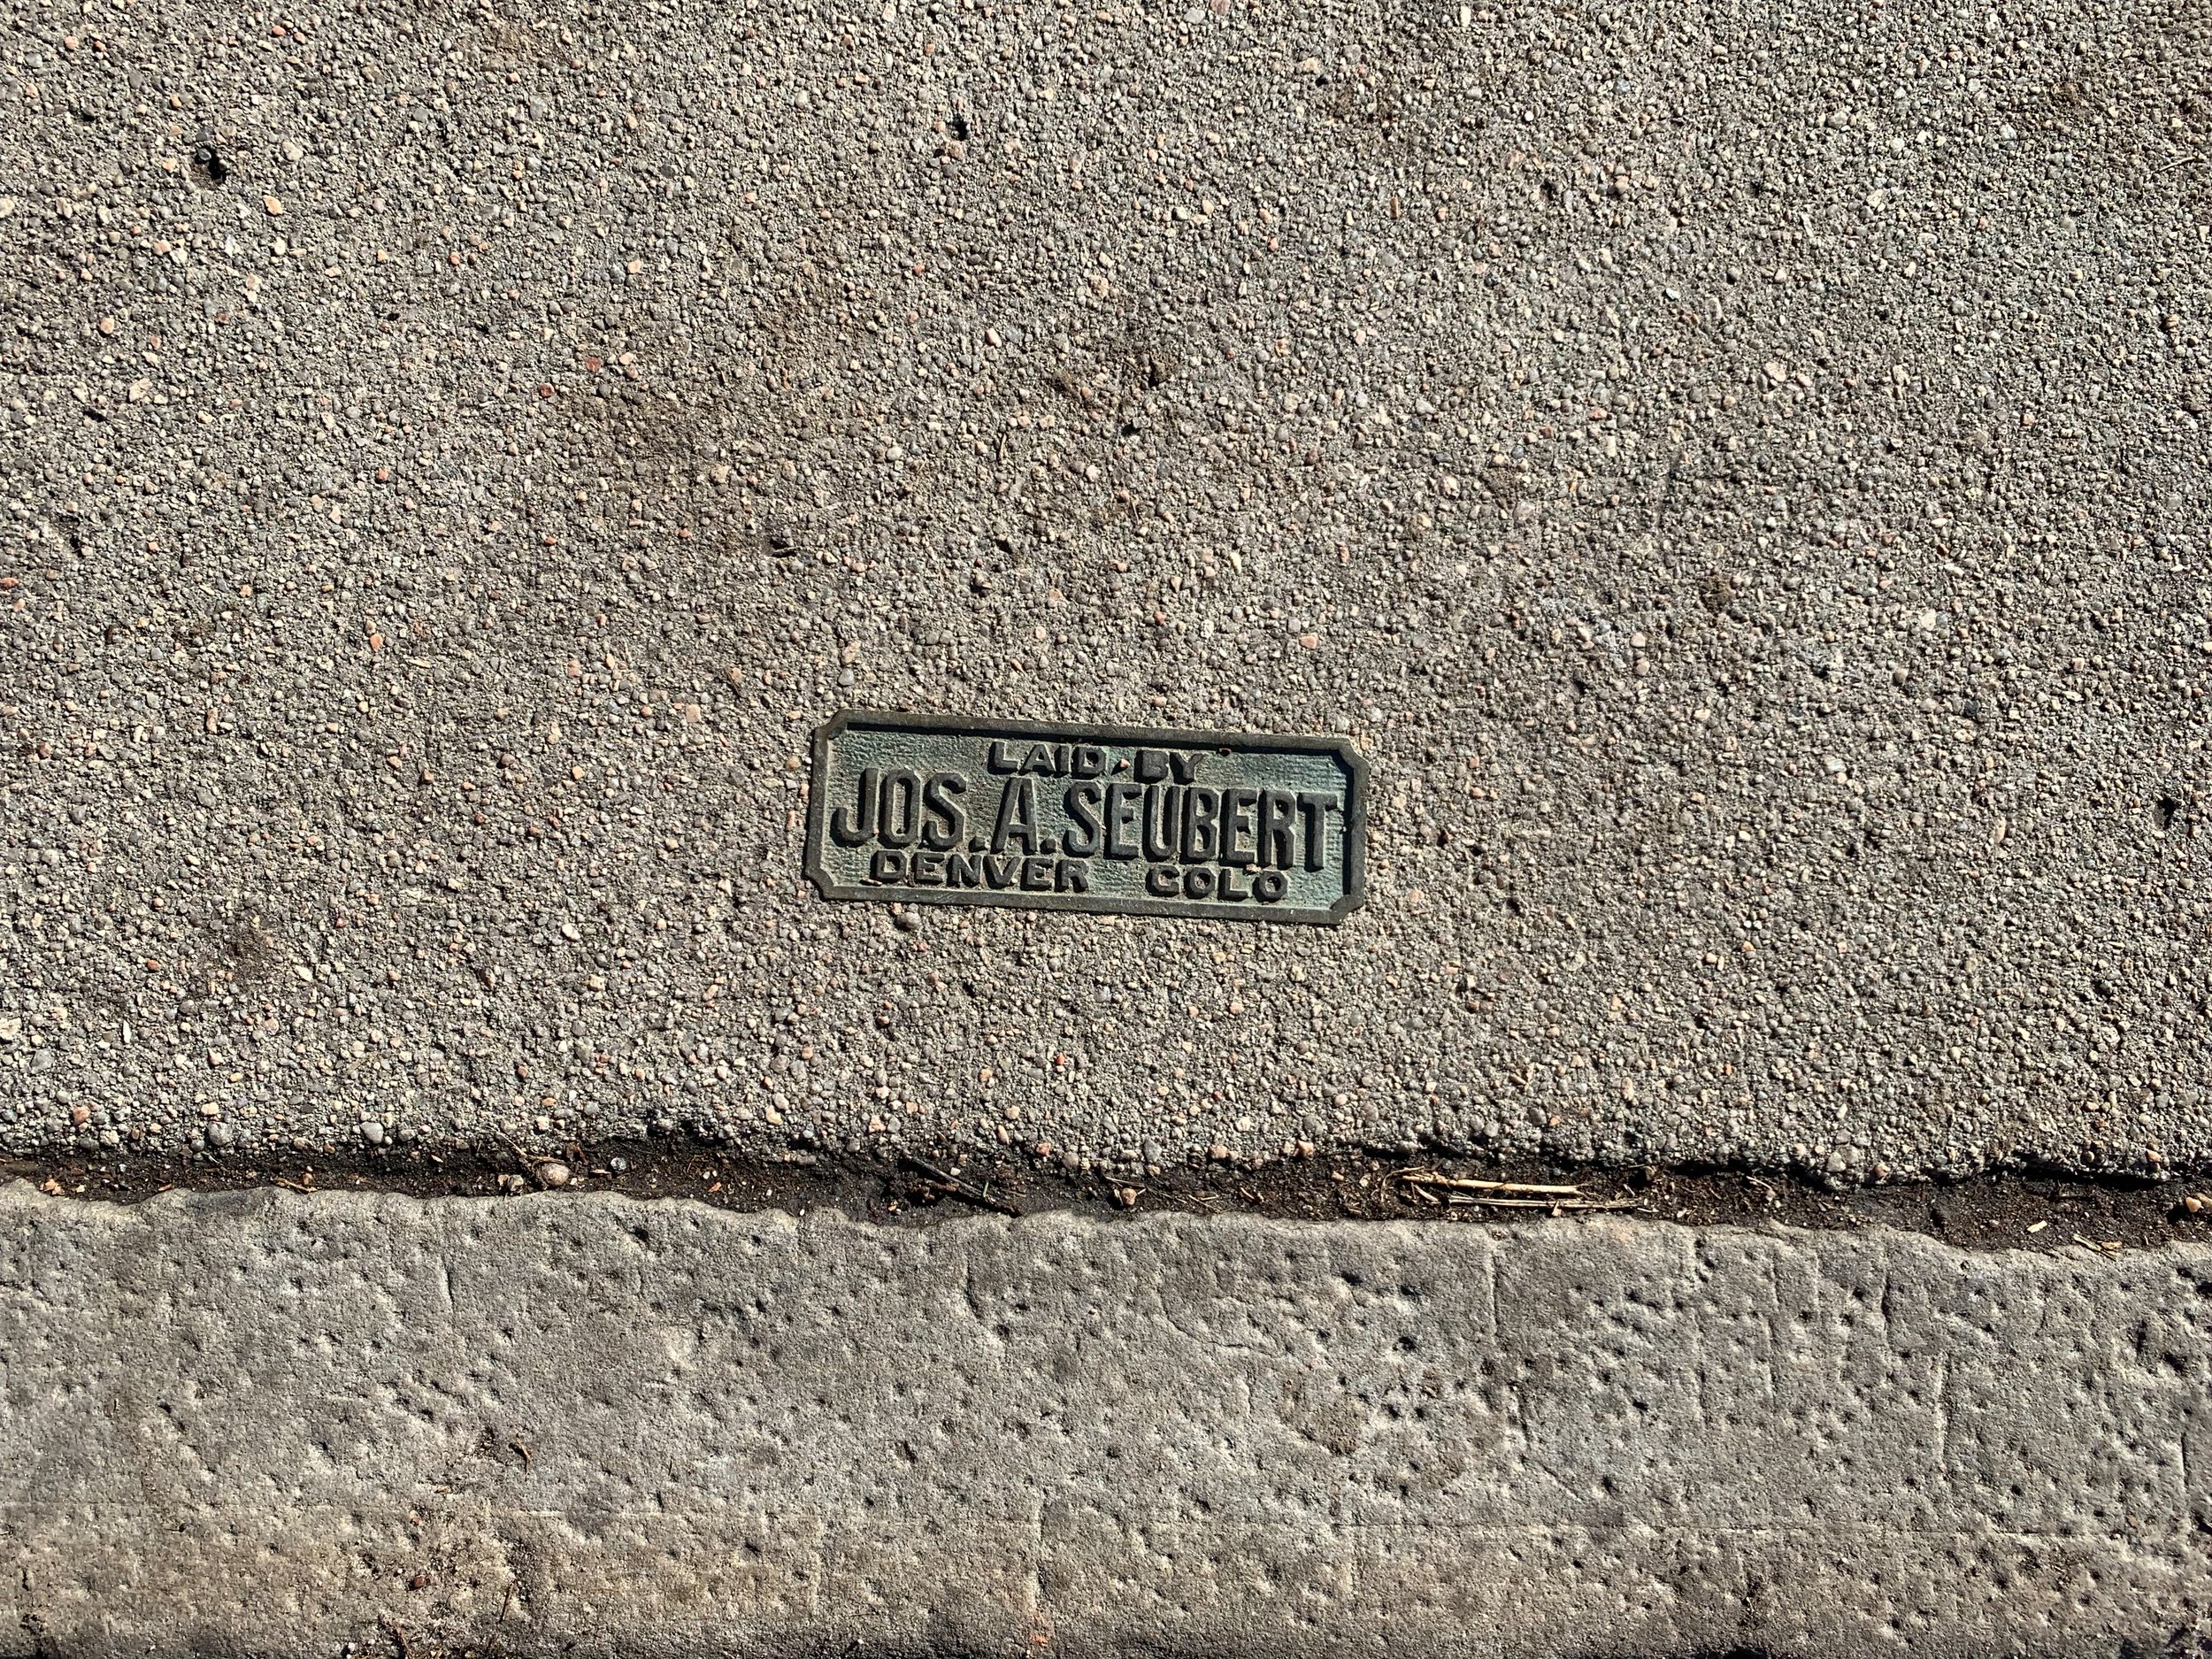 LAID BY
JOS. A. SEUBERT
DENVER COLO